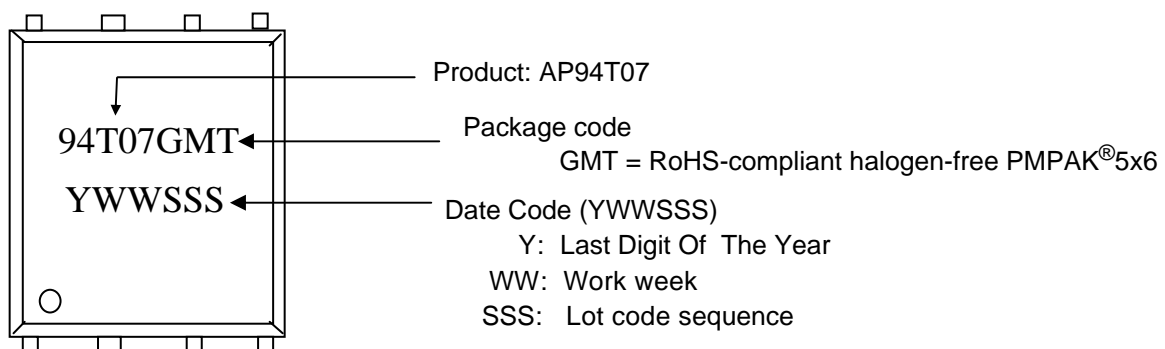 Product: AP94T07
94T07GMT
Package code
GMT = RoHS-compliant halogen-free PMPAK®5x6
YWWSSS
Date Code (YWWSSS)
Y: Last Digit Of The Year
WW: Work week
SSS: Lot code sequence